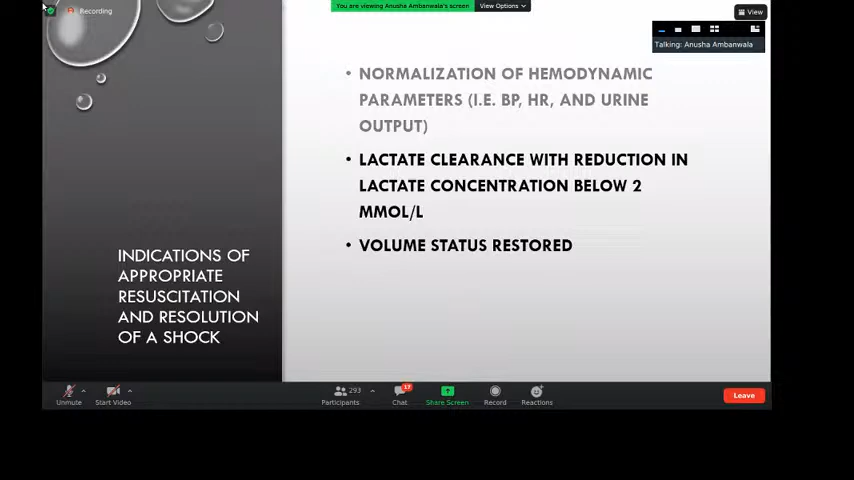 You are viewing Anusha Ambanwala's screen
View Options
Recording
View
Talking: Anusha Ambanwala
• NORMALIZATION OF HEMODYNAMIC
PARAMETERS (I.E. BP, HR, AND URINE
OUTPUT)
• LACTATE CLEARANCE WITH REDUCTION IN
LACTATE CONCENTRATION BELOW 2
MMOL/L
• VOLUME STATUS RESTORED
INDICATIONS OF
APPROPRIATE
RESUSCITATION
AND RESOLUTION
OF A SHOCK
Unmute
Start Video
293
Participants
17
Chat
Share Screen
Record
Reactions
Leave